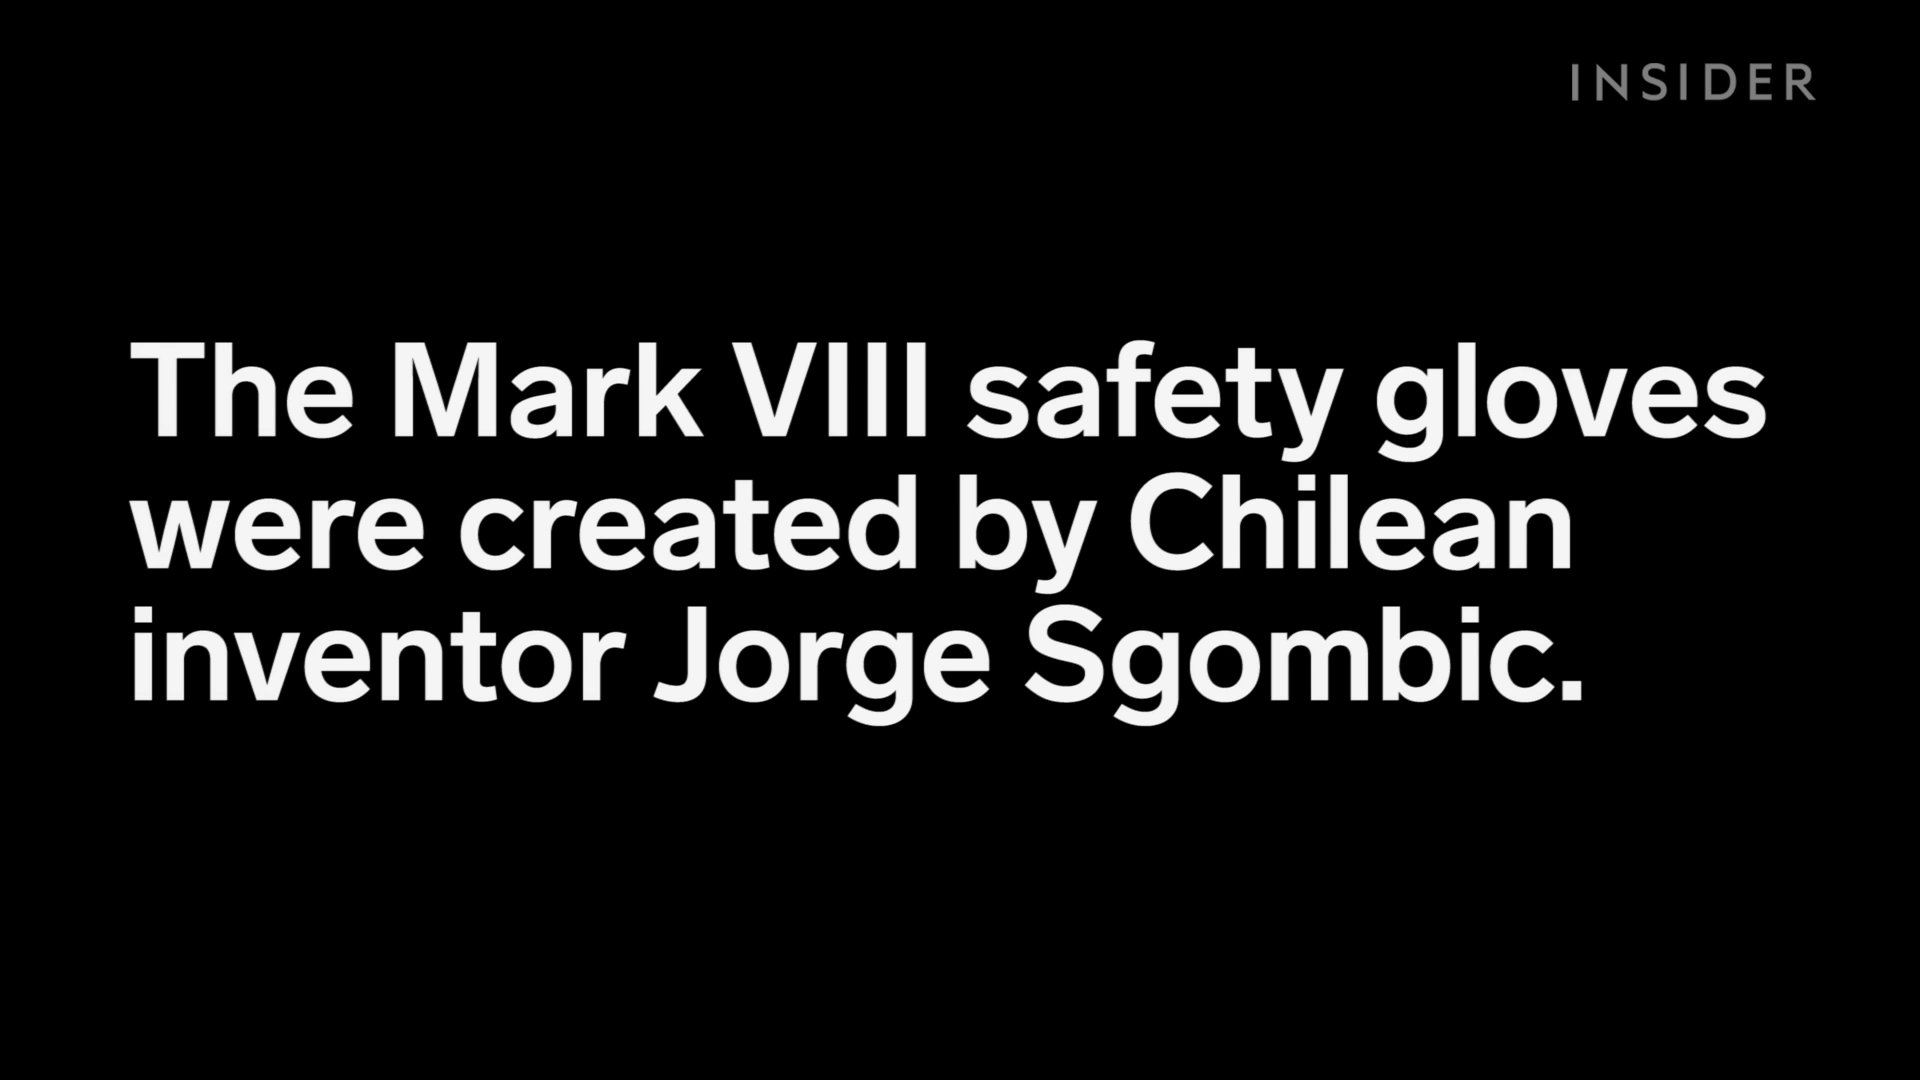 INSIDER
The Mark VIII safety gloves
were created by Chilean
inventor Jorge Sgombic.